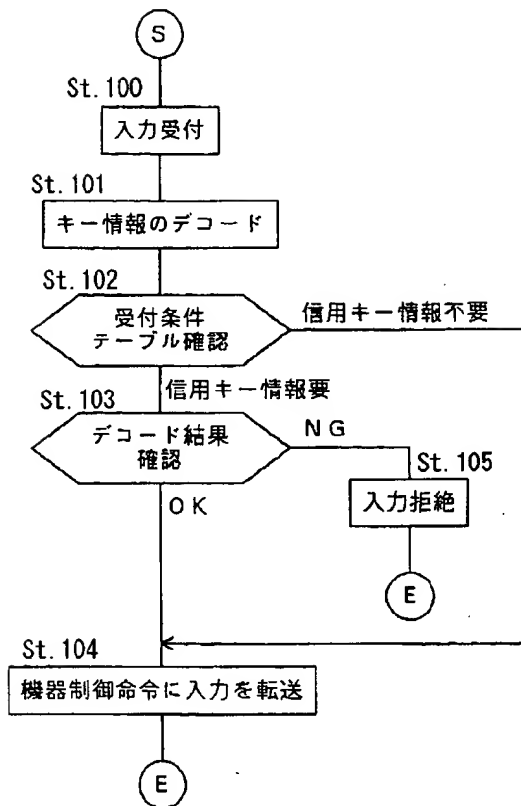 S
St.100
入力受付
St.101
キー情報のデコード
St.102
受付条件
テーブル確認
信用キー情報不要
信用キー情報要
St.103
デコード結果
確認
NG
St.105
入力拒絶
OK
E
St.104
機器制御命令に入力を転送
E